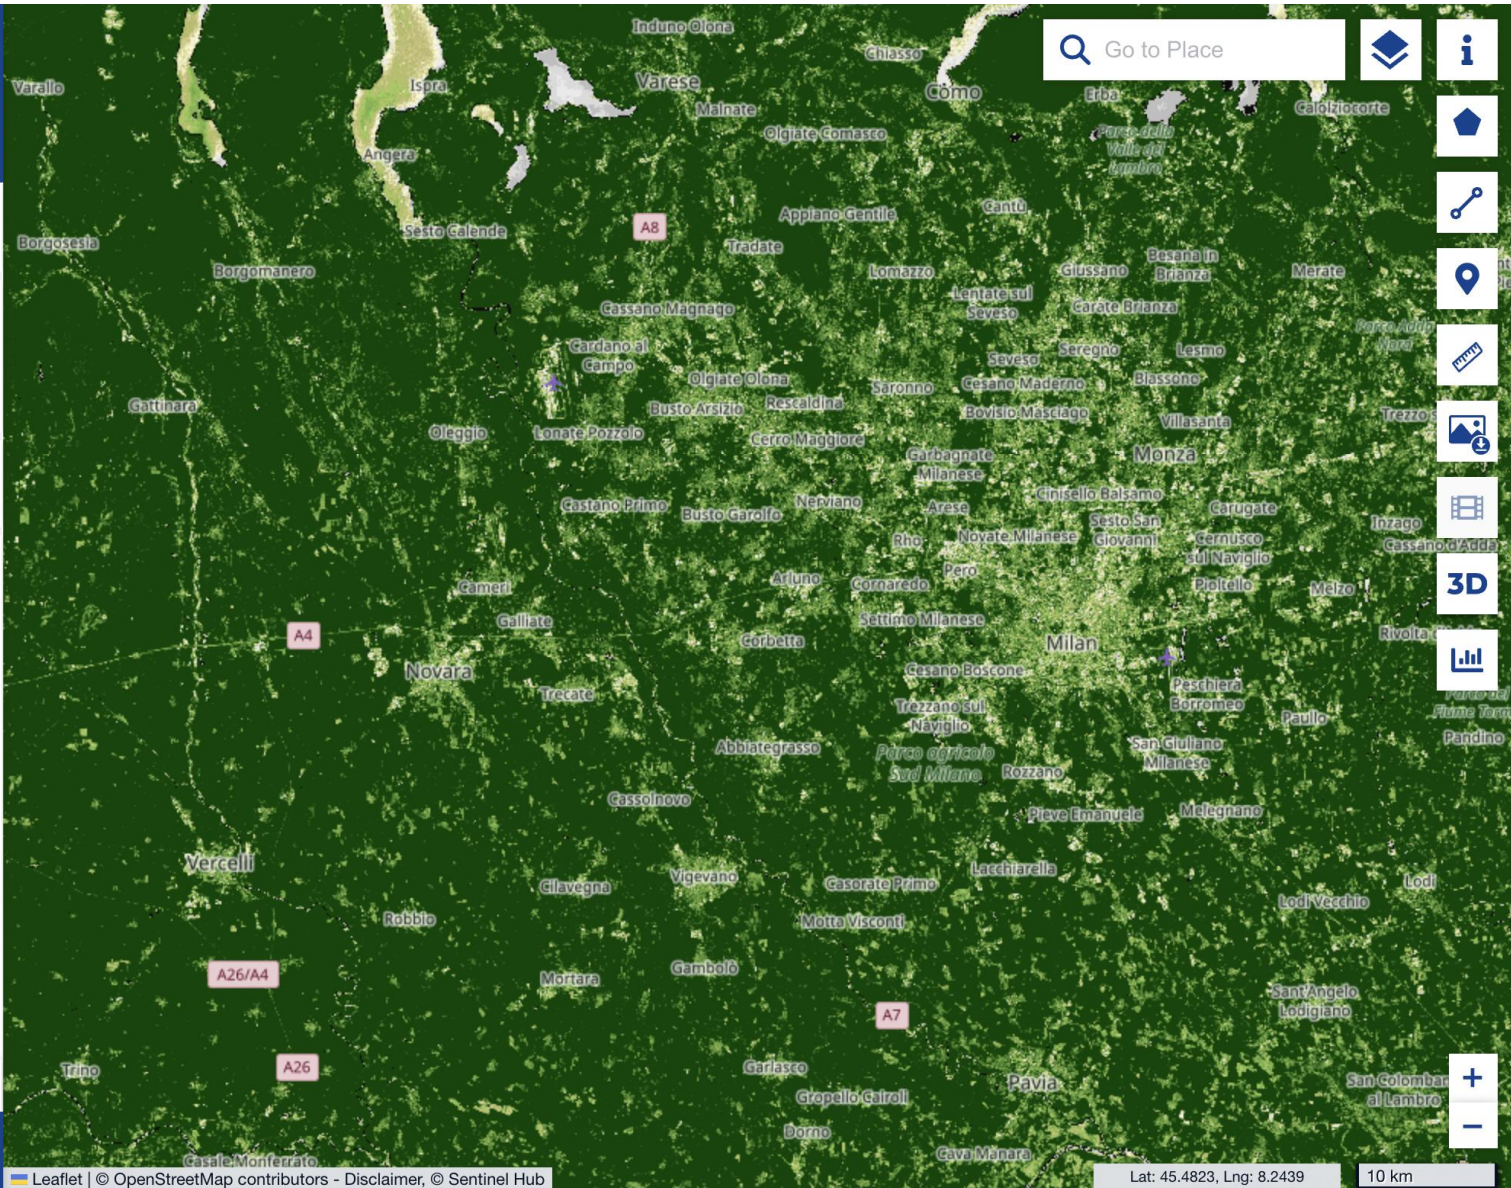 Induno Olona
Chiasso
Go to Place
Varallo
Ispra
Varese
Malnate
Como
Erba
Calolziocorte
Olgiate Comasco
Parco della
Valle del
Lambro
Angera
Sesto Calende
A8
Appiano Gentile
Cantù
Tradate
Borgosesia
Borgomanero
Lomazzo
Giussano
Besana in
Brianza
Merate
Lentate sul
Seveso
Carate Brianza
Cassano Magnago
Parco Adda
Nord
Cardano al
Campo
Seveso
Seregno
Lesmo
Olgiate Olona
Saronno
Cesano Maderno
Biassono
Gattinara
Busto Arsizio
Rescaldina
Bovisio Masciago
Villasanta
Trezzo s
Oleggio
Lonate Pozzolo
Cerro Maggiore
Garbagnate
Milanese
Monza
Cinisello Balsamo
Castano Primo
Busto Garolfo
Nerviano
Arese
Carugate
Sesto San
Giovanni
Inzago
Rho
Novate Milanese
Cernusco
sul Naviglio
Cassano d'Adda
Pero
Cameri
Arluno
Cornaredo
Pioltello
Melzo
3D
Galliate
Settimo Milanese
A4
Corbetta
Milan
Rivolta d
Novara
Cesano Boscone
Trecate
Peschiera
Borromeo
Trezzano sul
Naviglio
Paullo
Fiume Torm
Abbiategrasso
Parco agricolo
Sud Milano
San Giuliano
Milanese
Pandino
Rozzano
Cassolnovo
Pieve Emanuele
Melegnano
Vercelli
Vigevano
Lacchiarella
Cilavegna
Casorate Primo
Lodi
Lodi Vecchio
Robbio
Motta Visconti
A26/A4
Mortara
Gambolò
Sant'Angelo
Lodigiano
A7
A26
Trino
Garlasco
Pavia
San Colomban
al Lambro
Gropello Cairoli
Dorno
Cava Manara
Casale Monferrato
Leaflet | © OpenStreetMap contributors - Disclaimer, © Sentinel Hub
Lat: 45.4823, Lng: 8.2439
10 km